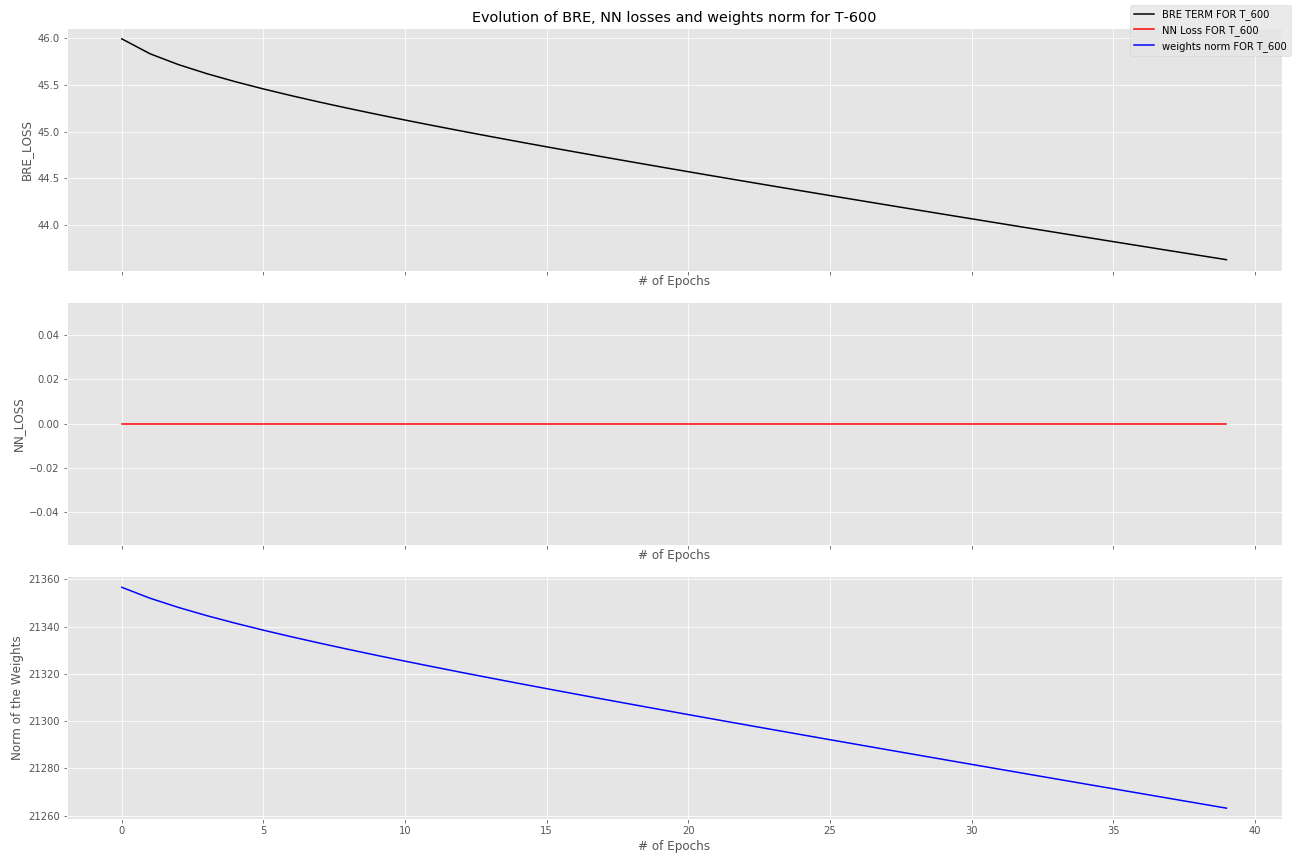 Evolution of BRE, NN losses and weights norm for T-600
BRE TERM FOR T_600
NN Loss FOR T_600
weights norm FOR T_600
46.0
45.5
45.0
44.5
44.0
BRE_LOSS
# of Epochs
0.04
0.02
0.00
−0.02
−0.04
NN_LOSS
# of Epochs
21360
21340
21320
21300
21280
21260
Norm of the Weights
0 5 10 15 20 25 30 35 40
# of Epochs